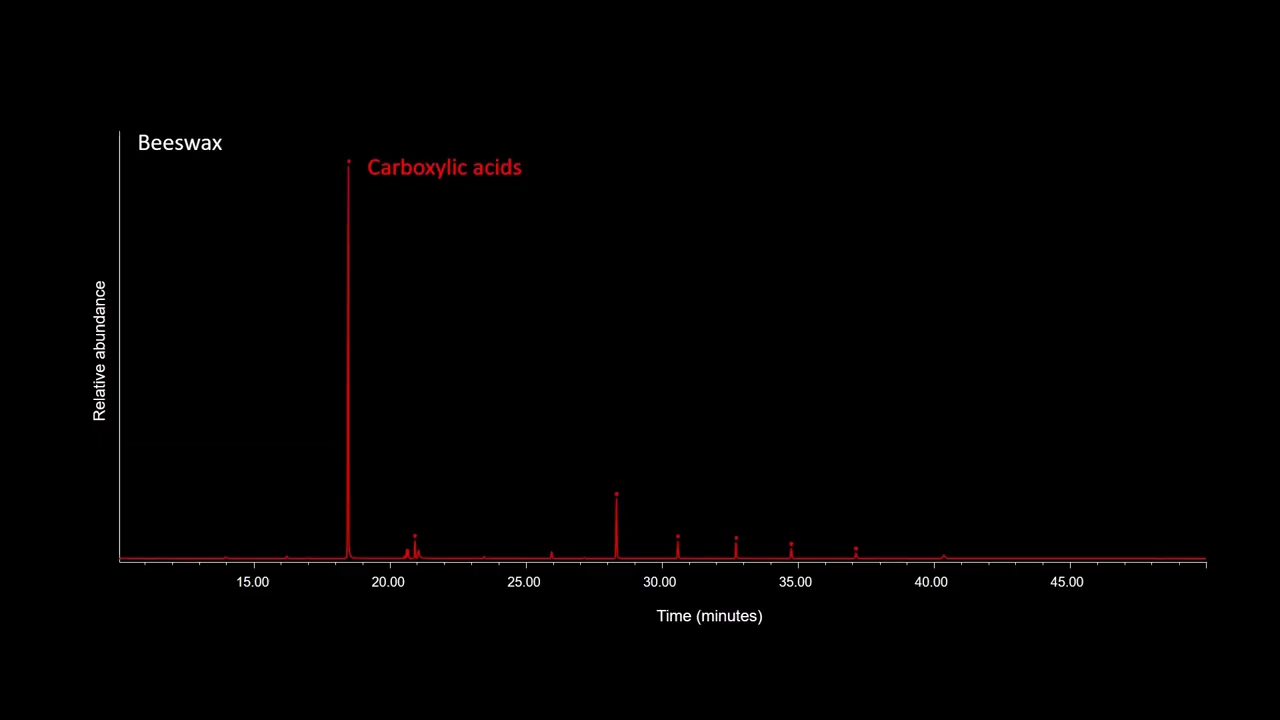 Beeswax
Carboxylic acids
Relative abundance
15.00 20.00 25.00 30.00 35.00 40.00 45.00
Time (minutes)